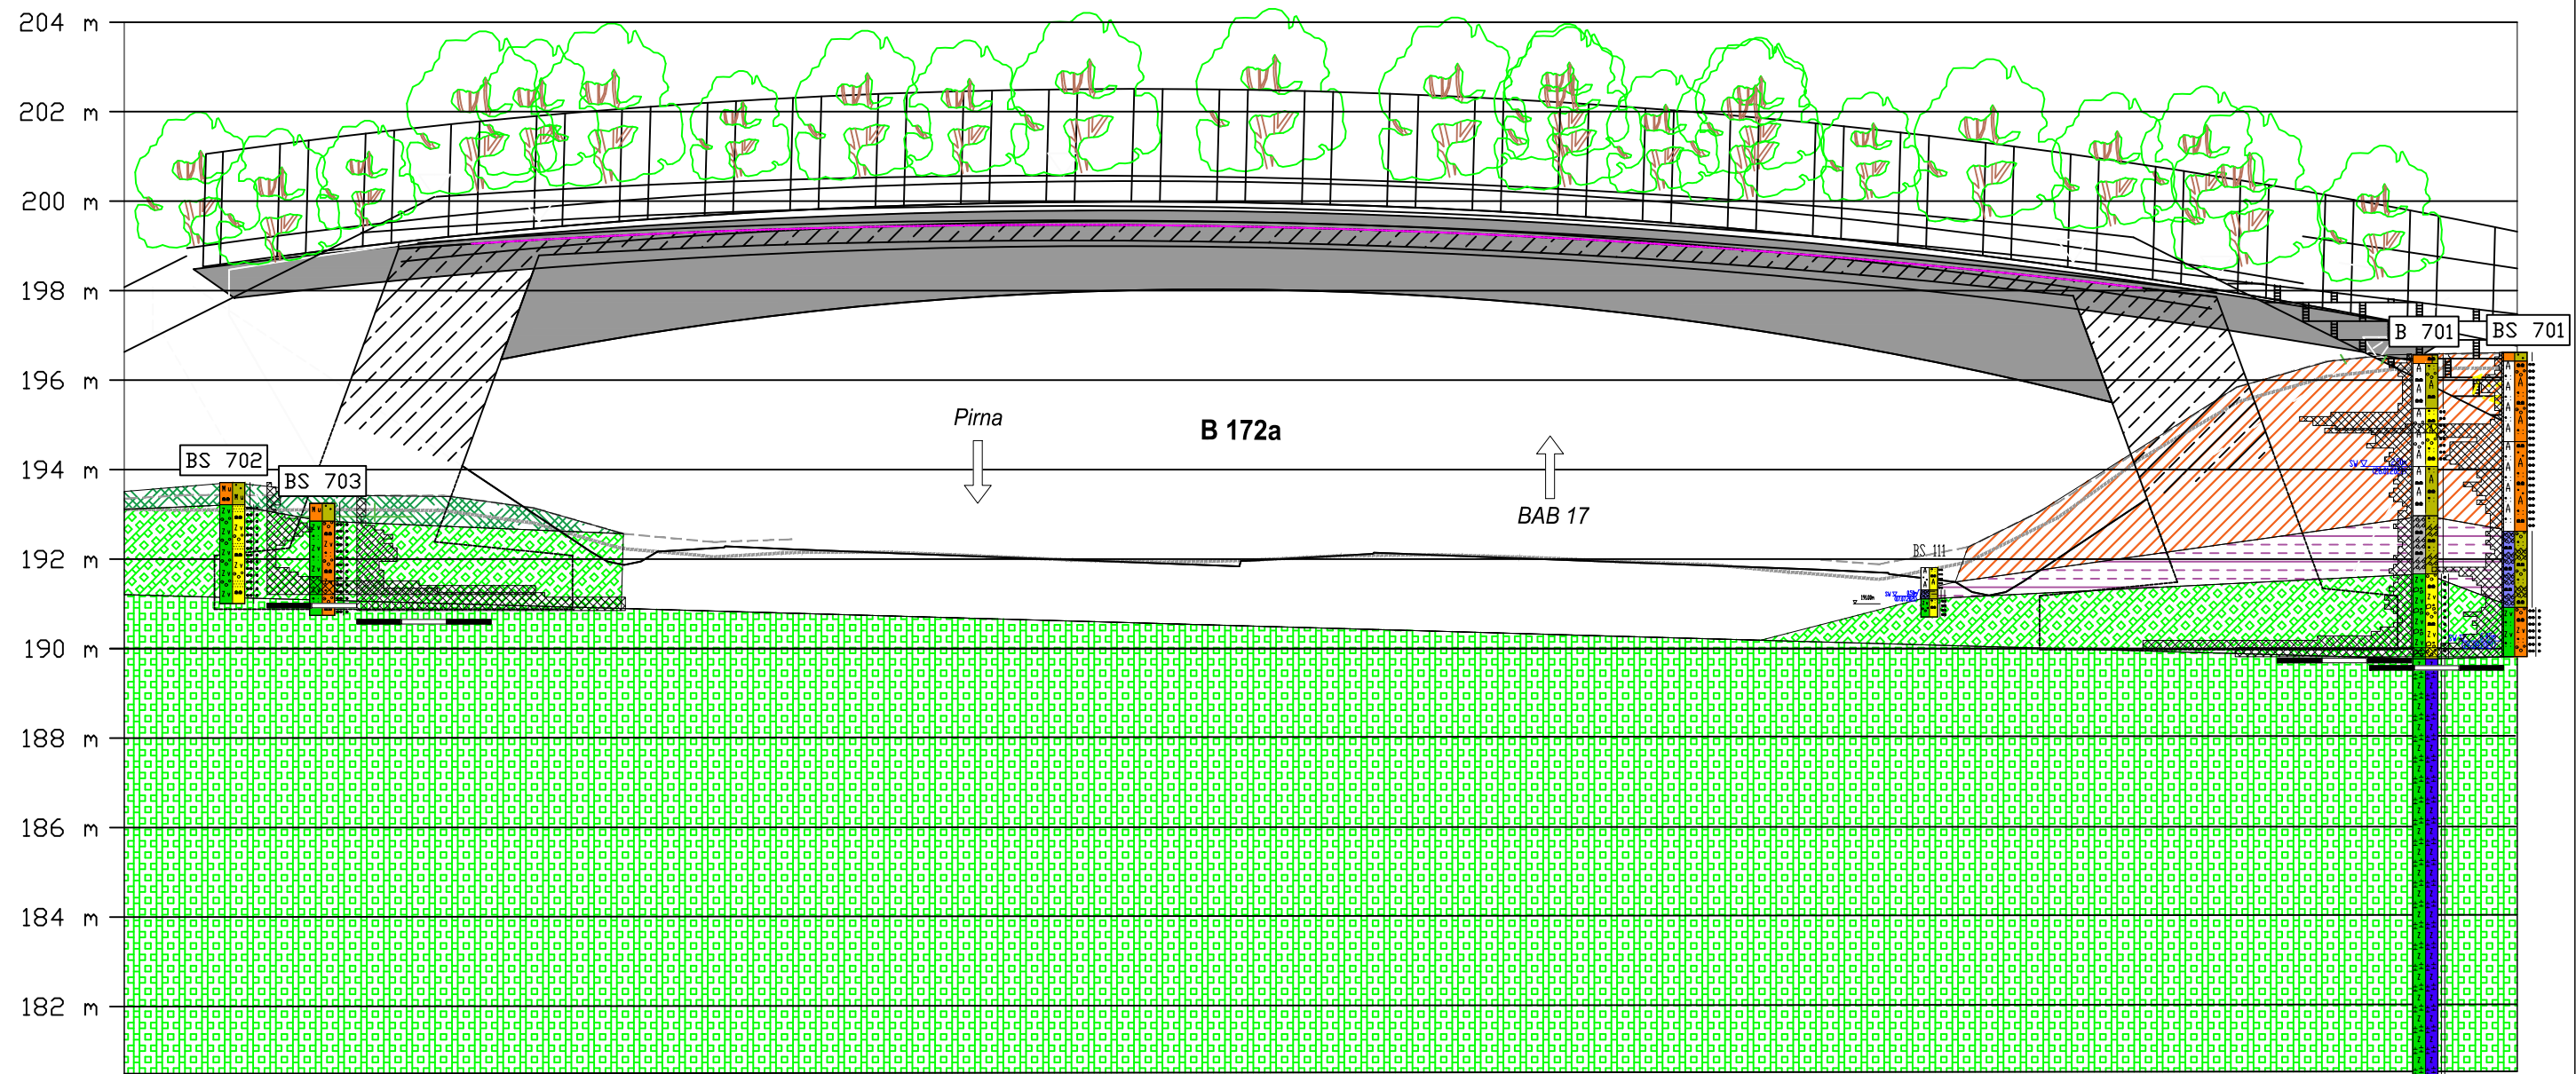 204 m
202 m
200 m
198 m
196 m
194 m
192 m
190 m
188 m
186 m
184 m
182 m
B 701
BS 701
Pirna
B 172a
BAB 17
BS 702
BS 703
BS 111